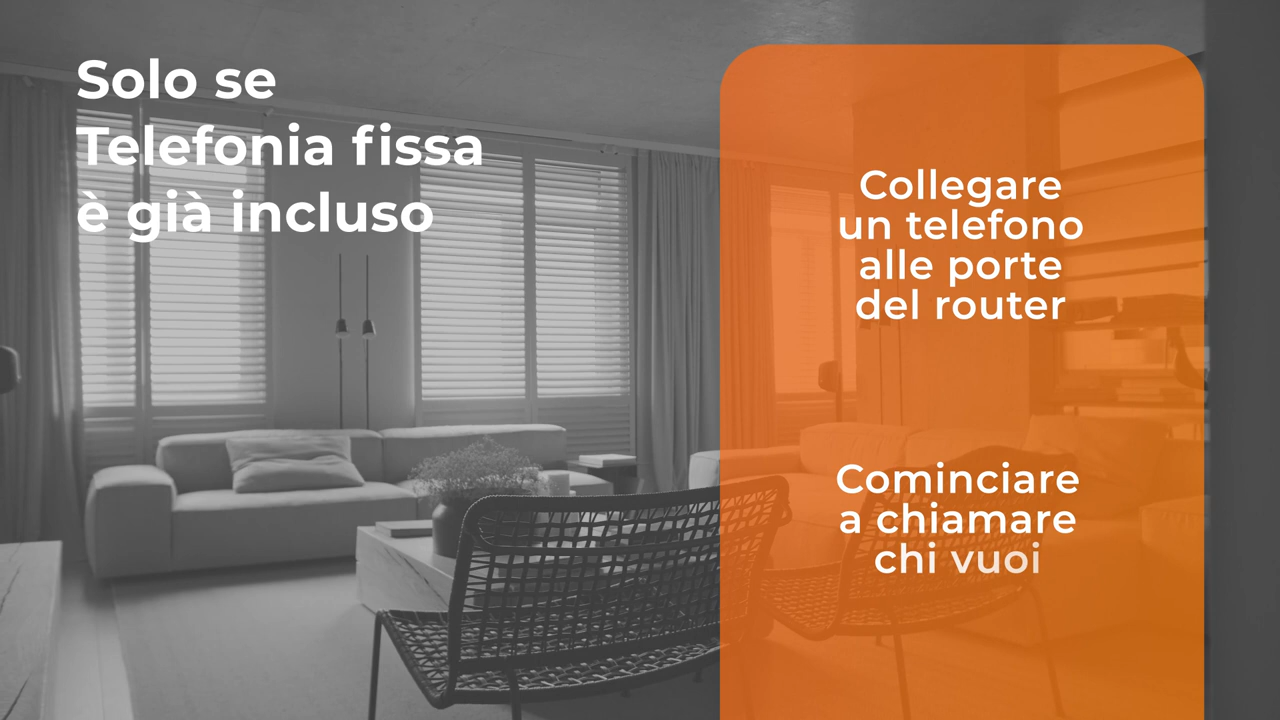 Solo se
Telefonia fissa
è già incluso
Collegare
un telefono
alle porte
del router
Cominciare
a chiamare
chi vuoi